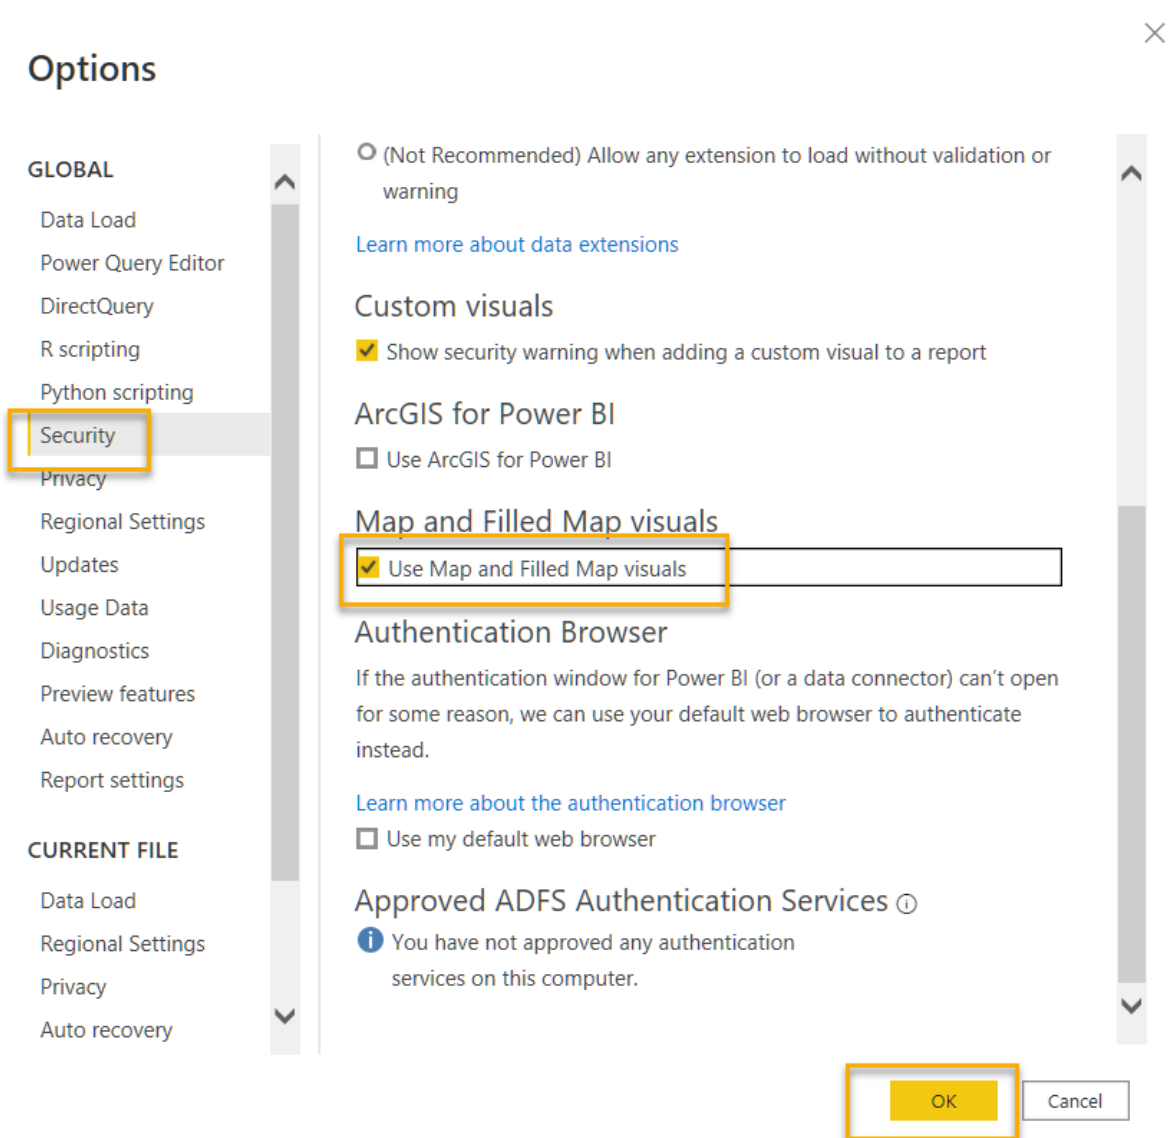 Options
GLOBAL
Data Load
Power Query Editor
DirectQuery
R scripting
Python scripting
Security
Privacy
Regional Settings
Updates
Usage Data
Diagnostics
Preview features
Auto recovery
Report settings
CURRENT FILE
Data Load
Regional Settings
Privacy
Auto recovery
(Not Recommended) Allow any extension to load without validation or
warning
Learn more about data extensions
Custom visuals
Show security warning when adding a custom visual to a report
ArcGIS for Power BI
Use ArcGIS for Power BI
Map and Filled Map visuals
Use Map and Filled Map visuals
Authentication Browser
If the authentication window for Power BI (or a data connector) can't open
for some reason, we can use your default web browser to authenticate
instead.
Learn more about the authentication browser
Use my default web browser
Approved ADFS Authentication Services
You have not approved any authentication
services on this computer.
OK
Cancel